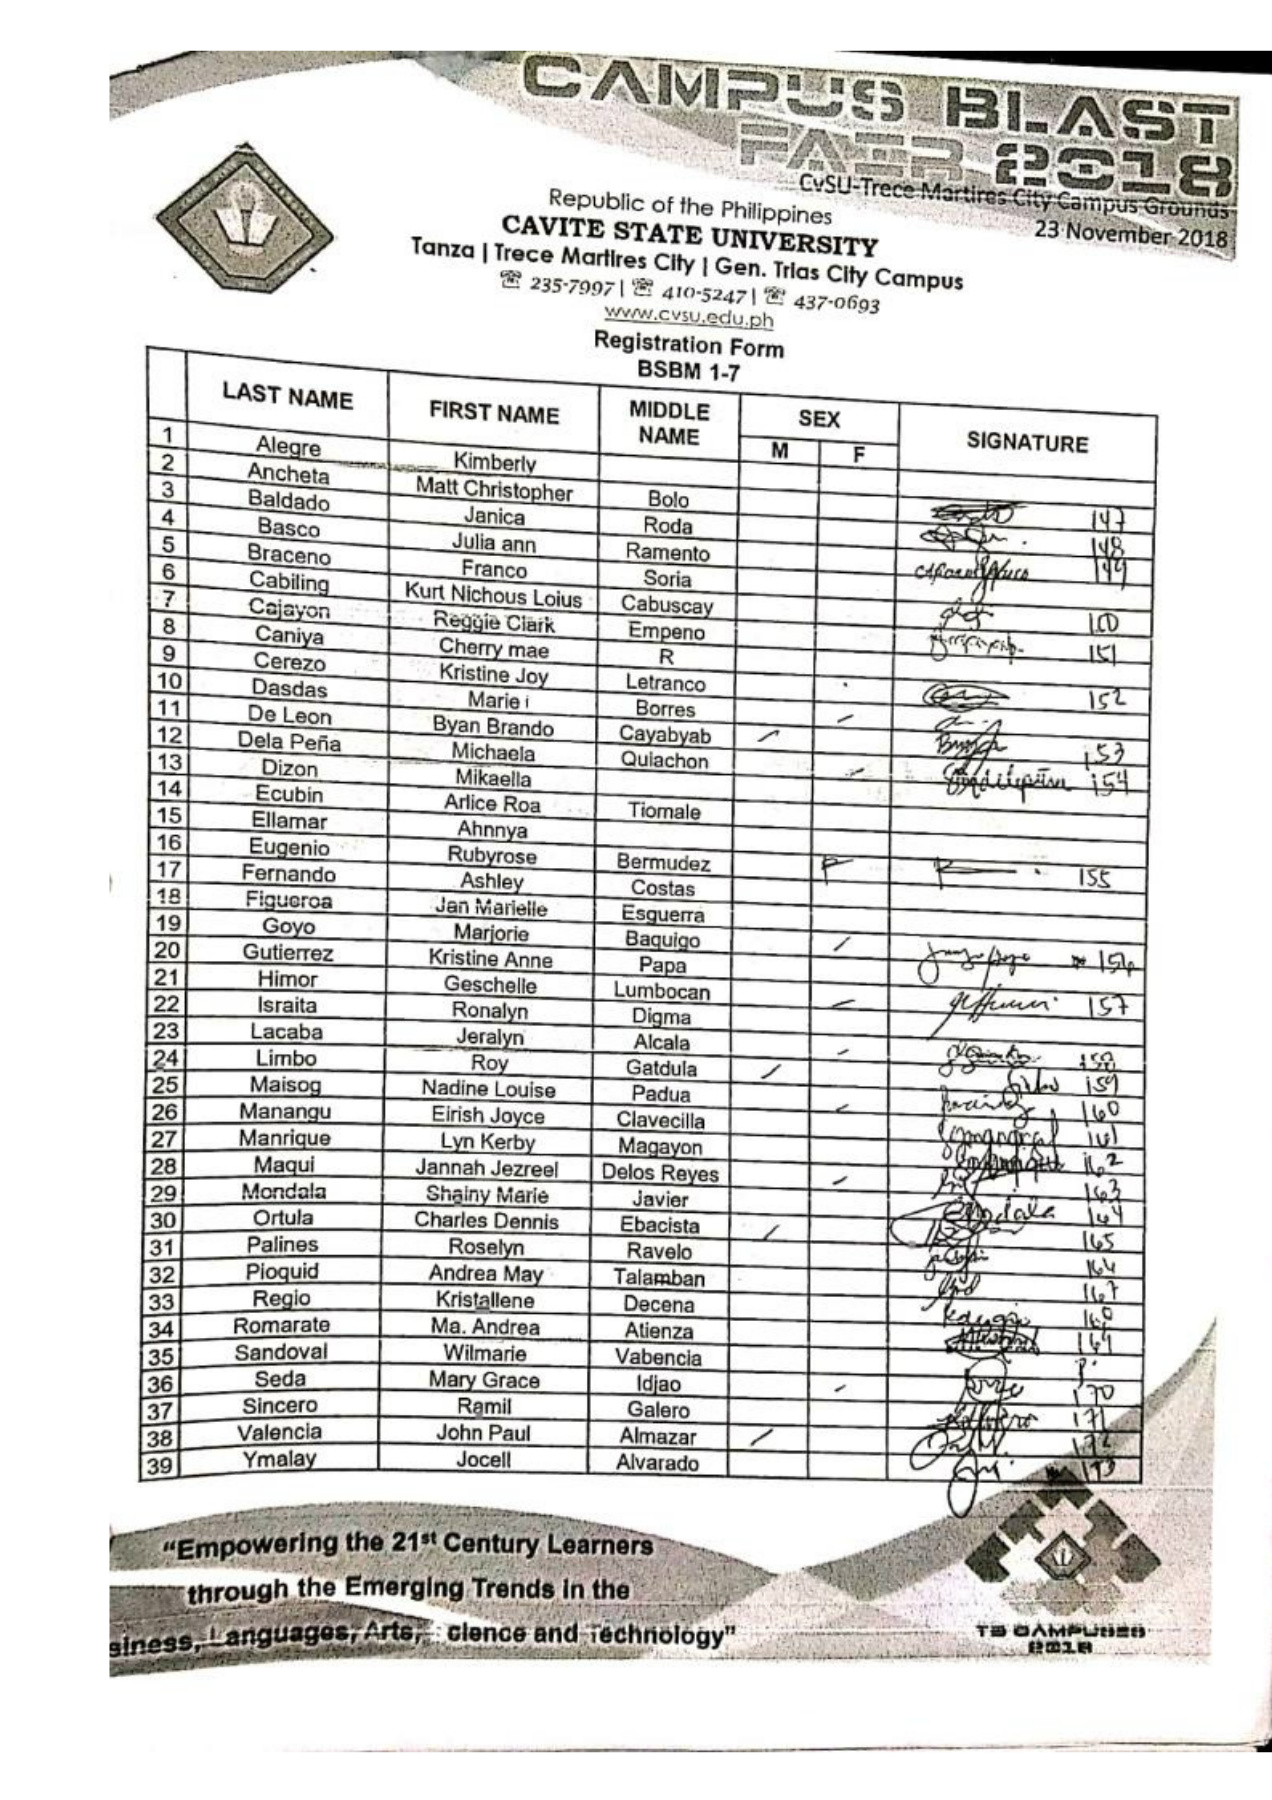 CAMPUS BLAST
FAIR 2018
CvSU-Trece Martires City Campus Grounds
23 November 2018
Republic of the Philippines
CAVITE STATE UNIVERSITY
Tanza | Trece Martires City | Gen. Trias City Campus
☎ 235-7997 | ☎ 410-5247 | ☎ 437-0693
www.cvsu.edu.ph
Registration Form
BSBM 1-7
LAST NAME FIRST NAME MIDDLE NAME SEX M F SIGNATURE
1 Alegre Kimberly
2 Ancheta Matt Christopher Bolo 147
3 Baldado Janica Roda 148
4 Basco Julia ann Ramento 149
5 Braceno Franco Soria
6 Cabiling Kurt Nichous Loius Cabuscay 150
7 Cajayon Reggie Clark Empeno 151
8 Caniya Cherry mae R
9 Cerezo Kristine Joy Letranco 152
10 Dasdas Marie i Borres
11 De Leon Byan Brando Cayabyab 153
12 Dela Peña Michaela Quiachon 154
13 Dizon Mikaella
14 Ecubin Arlice Roa Tiomale
15 Ellamar Ahnnya
16 Eugenio Rubyrose Bermudez F 155
17 Fernando Ashley Costas
18 Figueroa Jan Marielle Esguerra
19 Goyo Marjorie Baquigo 156
20 Gutierrez Kristine Anne Papa
21 Himor Geschelle Lumbocan 157
22 Israita Ronalyn Digma
23 Lacaba Jeralyn Alcala 158
24 Limbo Roy Gatdula 159
25 Maisog Nadine Louise Padua 160
26 Manangu Eirish Joyce Clavecilla 161
27 Manrique Lyn Kerby Magayon 162
28 Maqui Jannah Jezreel Delos Reyes 163
29 Mondala Shainy Marie Javier 164
30 Ortula Charles Dennis Ebacista 165
31 Palines Roselyn Ravelo 166
32 Pioquid Andrea May Talamban 167
33 Regio Kristallene Decena 168
34 Romarate Ma. Andrea Atienza 169
35 Sandoval Wilmarie Vabencia
36 Seda Mary Grace Idjao 170
37 Sincero Ramil Galero 171
38 Valencia John Paul Almazar 172
39 Ymalay Jocell Alvarado 173
“Empowering the 21st Century Learners
through the Emerging Trends in the
siness, Languages, Arts, cience and Technology”
T3 CAMPUSES
2018